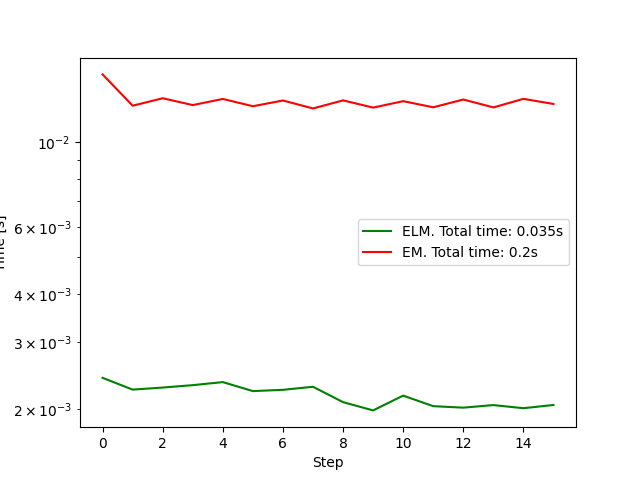 10⁻²
6 × 10⁻³
4 × 10⁻³
3 × 10⁻³
2 × 10⁻³
[s]
ELM. Total time: 0.035s
EM. Total time: 0.2s
0 2 4 6 8 10 12 14
Step